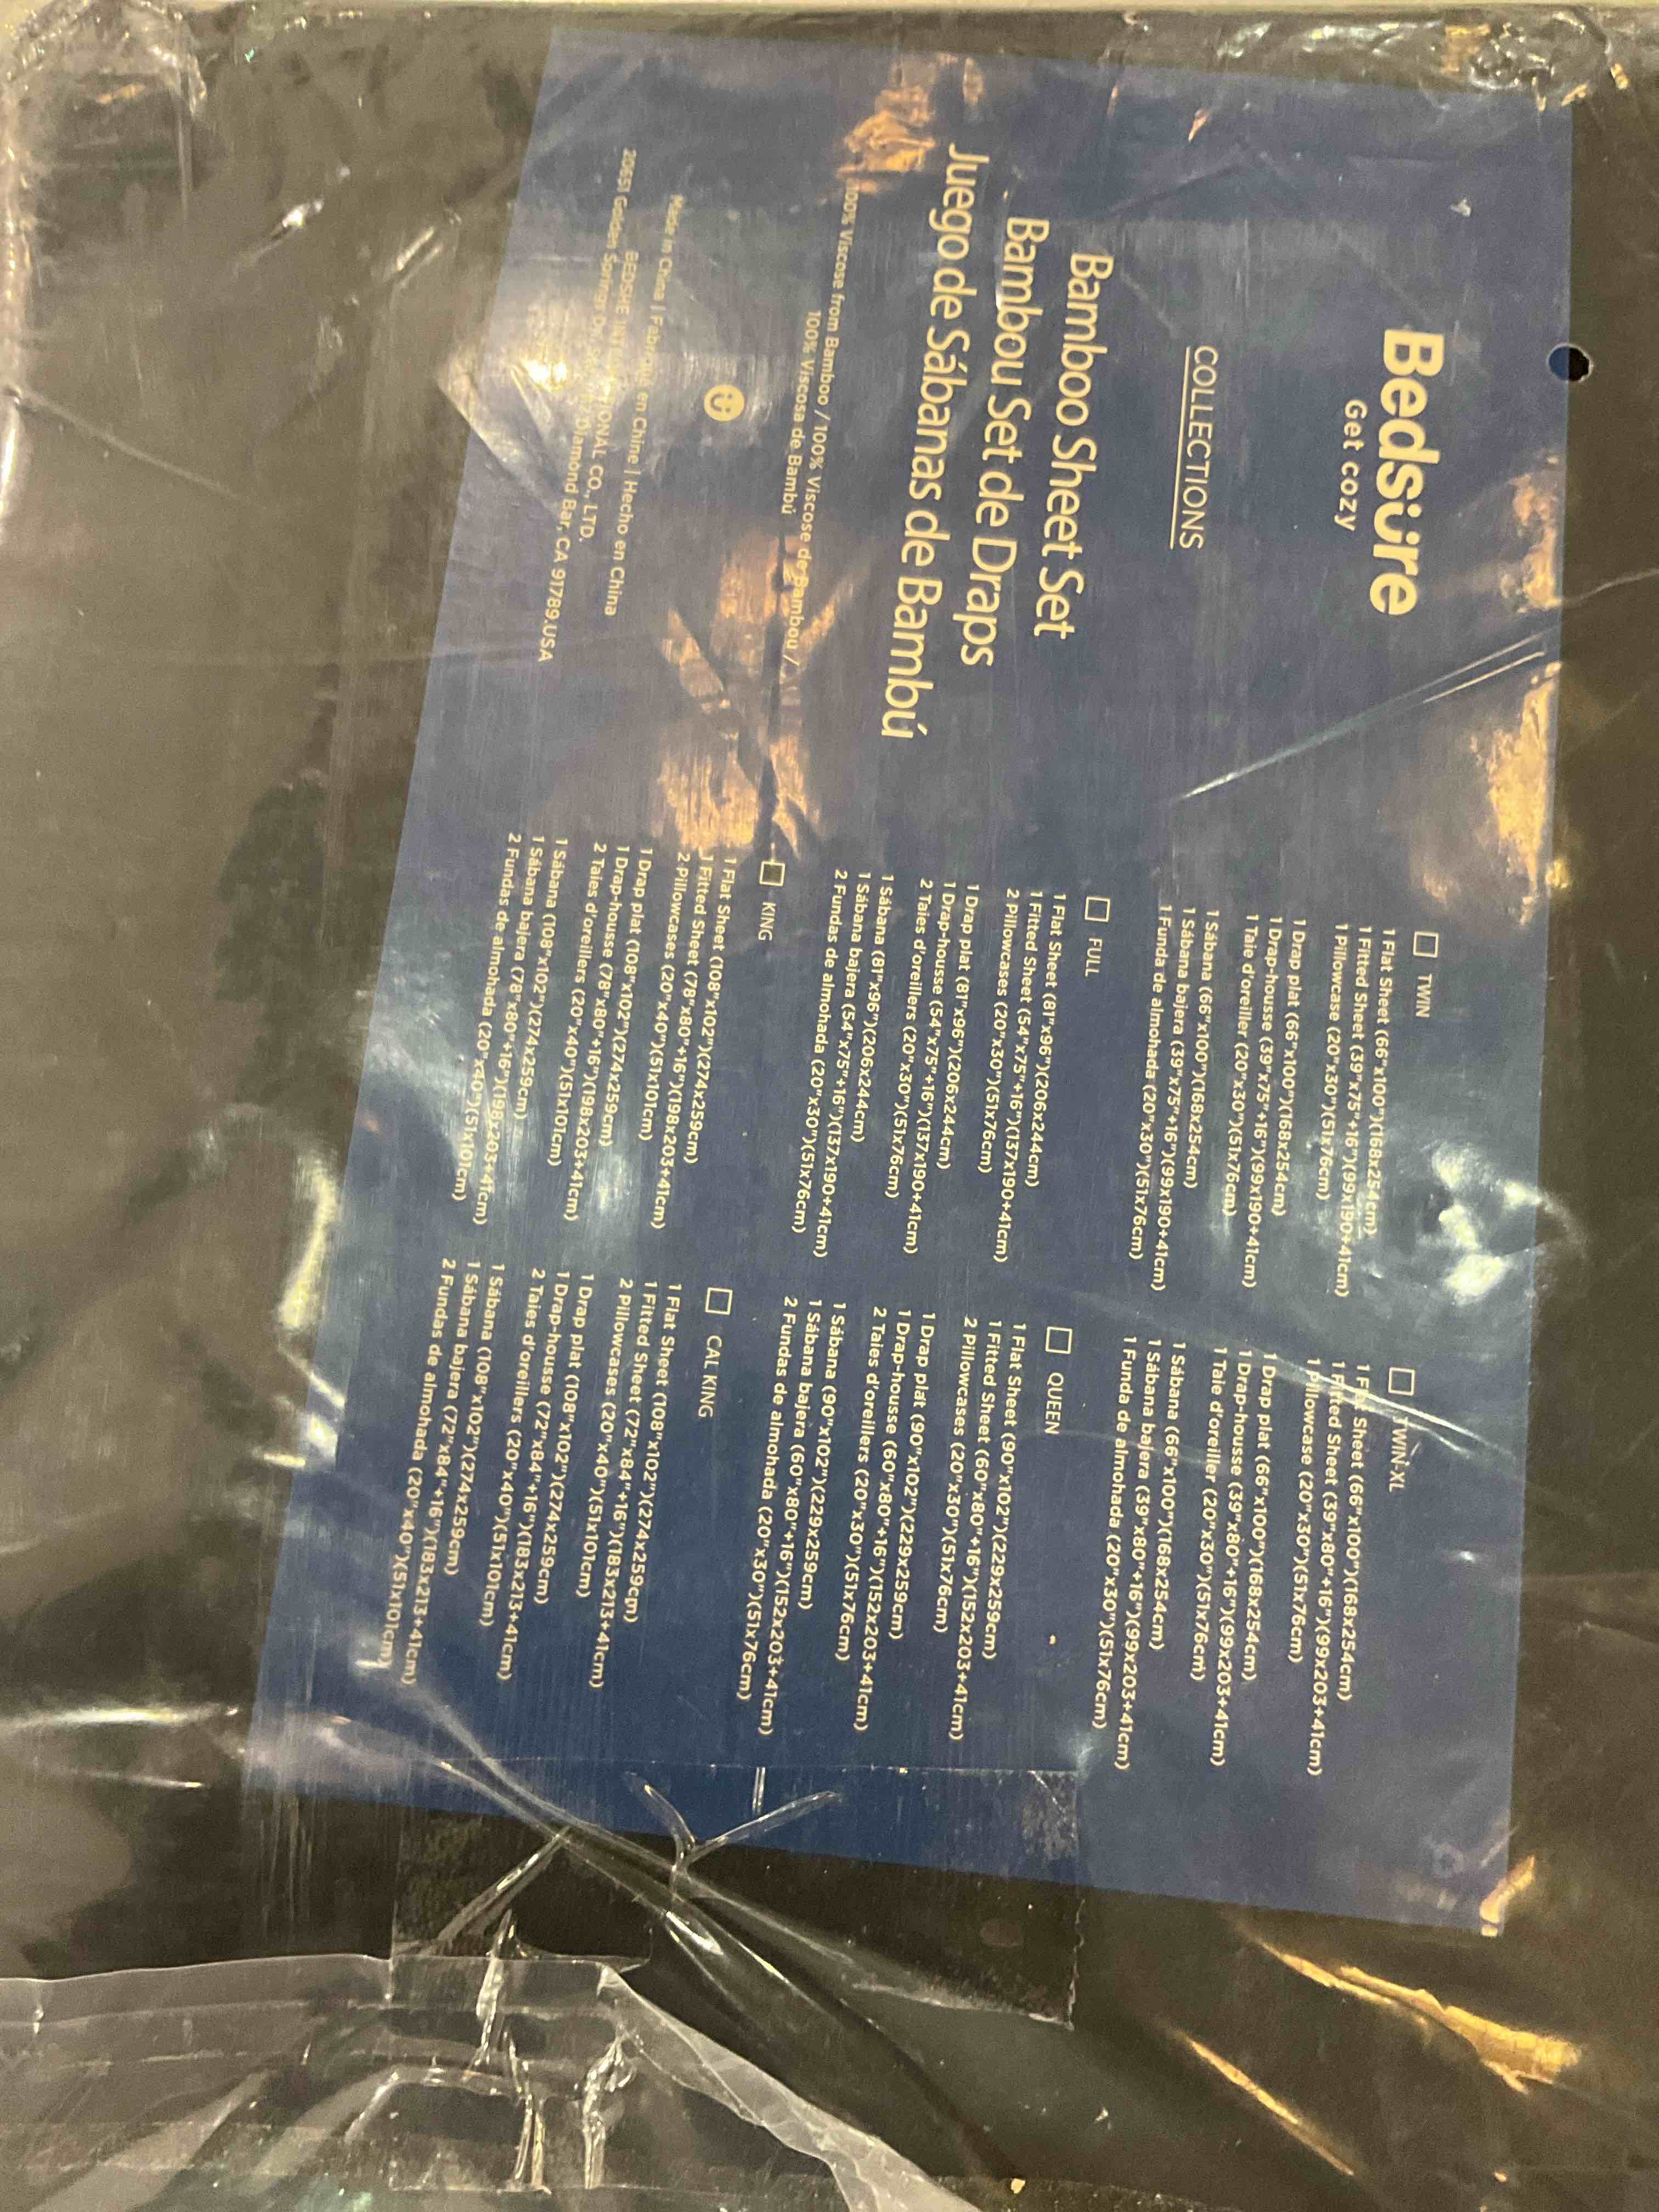 Bedsure
Get cozy
COLLECTIONS
Bamboo Sheet Set
Bambou Set de Draps
Juego de Sábanas de Bambú
100% Viscose from Bamboo / 100% Viscose de Bambou /
100% Viscosa de Bambú
Made in China | Fabriqué en Chine | Hecho en China
BEDSURE INTERNATIONAL CO., LTD.
20651 Golden Springs Dr. Diamond Bar, CA 91789.USA
TWIN
1 Flat Sheet (66"x100")(168x254cm)
1 Fitted Sheet (39"x75"+16")(99x190+41cm)
1 Pillowcase (20"x30")(51x76cm)
1 Drap plat (66"x100")(168x254cm)
1 Drap-housse (39"x75"+16")(99x190+41cm)
1 Taie d'oreiller (20"x30")(51x76cm)
1 Sábana (66"x100")(168x254cm)
1 Sábana bajera (39"x75"+16")(99x190+41cm)
1 Funda de almohada (20"x30")(51x76cm)
TWIN XL
1 Flat Sheet (66"x100")(168x254cm)
1 Fitted Sheet (39"x80"+16")(99x203+41cm)
1 Pillowcase (20"x30")(51x76cm)
1 Drap plat (66"x100")(168x254cm)
1 Drap-housse (39"x80"+16")(99x203+41cm)
1 Taie d'oreiller (20"x30")(51x76cm)
1 Sábana (66"x100")(168x254cm)
1 Sábana bajera (39"x80"+16")(99x203+41cm)
1 Funda de almohada (20"x30")(51x76cm)
FULL
1 Flat Sheet (81"x96")(206x244cm)
1 Fitted Sheet (54"x75"+16")(137x190+41cm)
2 Pillowcases (20"x30")(51x76cm)
1 Drap plat (81"x96")(206x244cm)
1 Drap-housse (54"x75"+16")(137x190+41cm)
2 Taies d'oreillers (20"x30")(51x76cm)
1 Sábana (81"x96")(206x244cm)
1 Sábana bajera (54"x75"+16")(137x190+41cm)
2 Fundas de almohada (20"x30")(51x76cm)
QUEEN
1 Flat Sheet (90"x102")(229x259cm)
1 Fitted Sheet (60"x80"+16")(152x203+41cm)
2 Pillowcases (20"x30")(51x76cm)
1 Drap plat (90"x102")(229x259cm)
1 Drap-housse (60"x80"+16")(152x203+41cm)
2 Taies d'oreillers (20"x30")(51x76cm)
1 Sábana (90"x102")(229x259cm)
1 Sábana bajera (60"x80"+16")(152x203+41cm)
2 Fundas de almohada (20"x30")(51x76cm)
KING
1 Flat Sheet (108"x102")(274x259cm)
1 Fitted Sheet (78"x80"+16")(198x203+41cm)
2 Pillowcases (20"x40")(51x101cm)
1 Drap plat (108"x102")(274x259cm)
1 Drap-housse (78"x80"+16")(198x203+41cm)
2 Taies d'oreillers (20"x40")(51x101cm)
1 Sábana (108"x102")(274x259cm)
1 Sábana bajera (78"x80"+16")(198x203+41cm)
2 Fundas de almohada (20"x40")(51x101cm)
CAL KING
1 Flat Sheet (108"x102")(274x259cm)
1 Fitted Sheet (72"x84"+16")(183x213+41cm)
2 Pillowcases (20"x40")(51x101cm)
1 Drap plat (108"x102")(274x259cm)
1 Drap-housse (72"x84"+16")(183x213+41cm)
2 Taies d'oreillers (20"x40")(51x101cm)
1 Sábana (108"x102")(274x259cm)
1 Sábana bajera (72"x84"+16")(183x213+41cm)
2 Fundas de almohada (20"x40")(51x101cm)